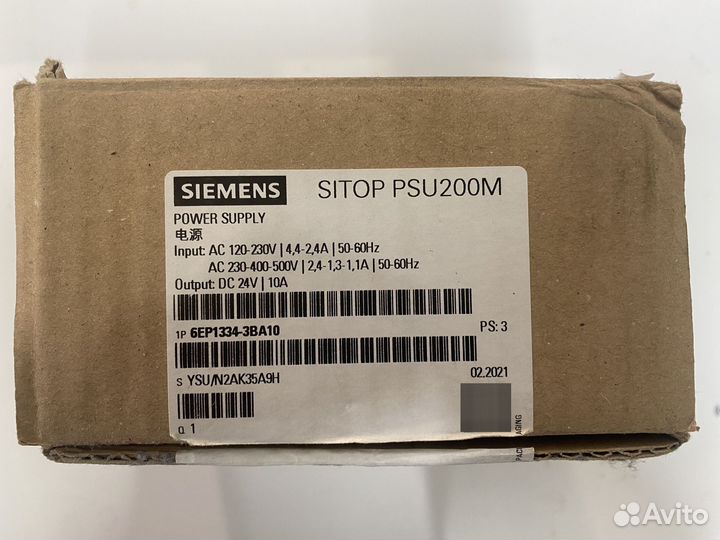 SIEMENS SITOP PSU200M
POWER SUPPLY
电源
Input: AC 120-230V | 4,4-2,4A | 50-60Hz
AC 230-400-500V | 2,4-1,3-1,1A | 50-60Hz
Output: DC 24V | 10A
1P 6EP1334-3BA10 PS: 3
S YSU/N2AK35A9H 02.2021
Q 1
Avito